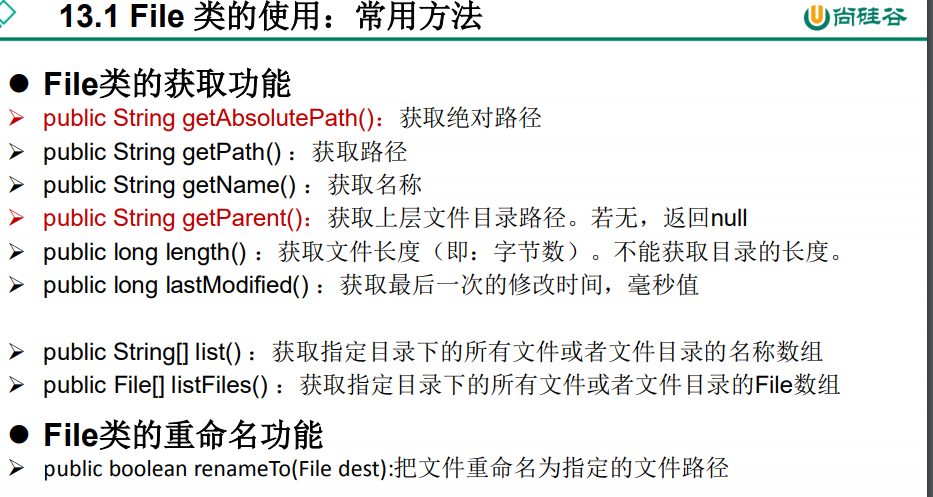 13.1 File 类的使用：常用方法
尚硅谷
File类的获取功能
public String getAbsolutePath()：获取绝对路径
public String getPath() ：获取路径
public String getName() ：获取名称
public String getParent()：获取上层文件目录路径。若无，返回null
public long length() ：获取文件长度（即：字节数）。不能获取目录的长度。
public long lastModified() ：获取最后一次的修改时间，毫秒值
public String[] list() ：获取指定目录下的所有文件或者文件目录的名称数组
public File[] listFiles() ：获取指定目录下的所有文件或者文件目录的File数组
File类的重命名功能
public boolean renameTo(File dest):把文件重命名为指定的文件路径